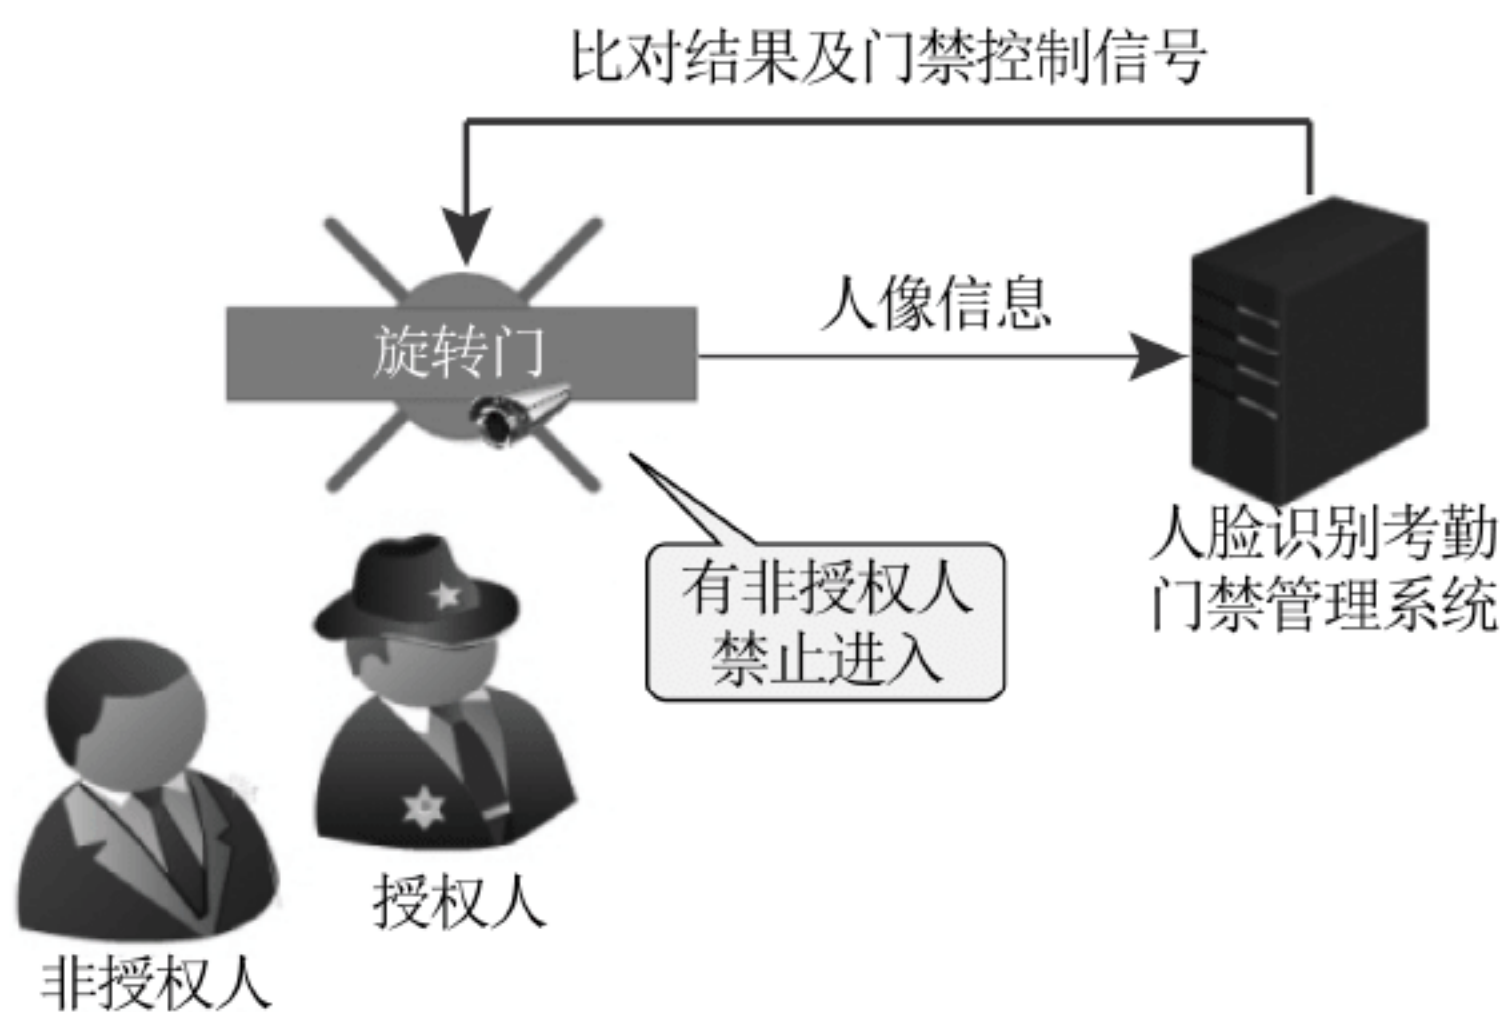 比对结果及门禁控制信号
旋转门
人像信息
人脸识别考勤
门禁管理系统
有非授权人
禁止进入
授权人
非授权人